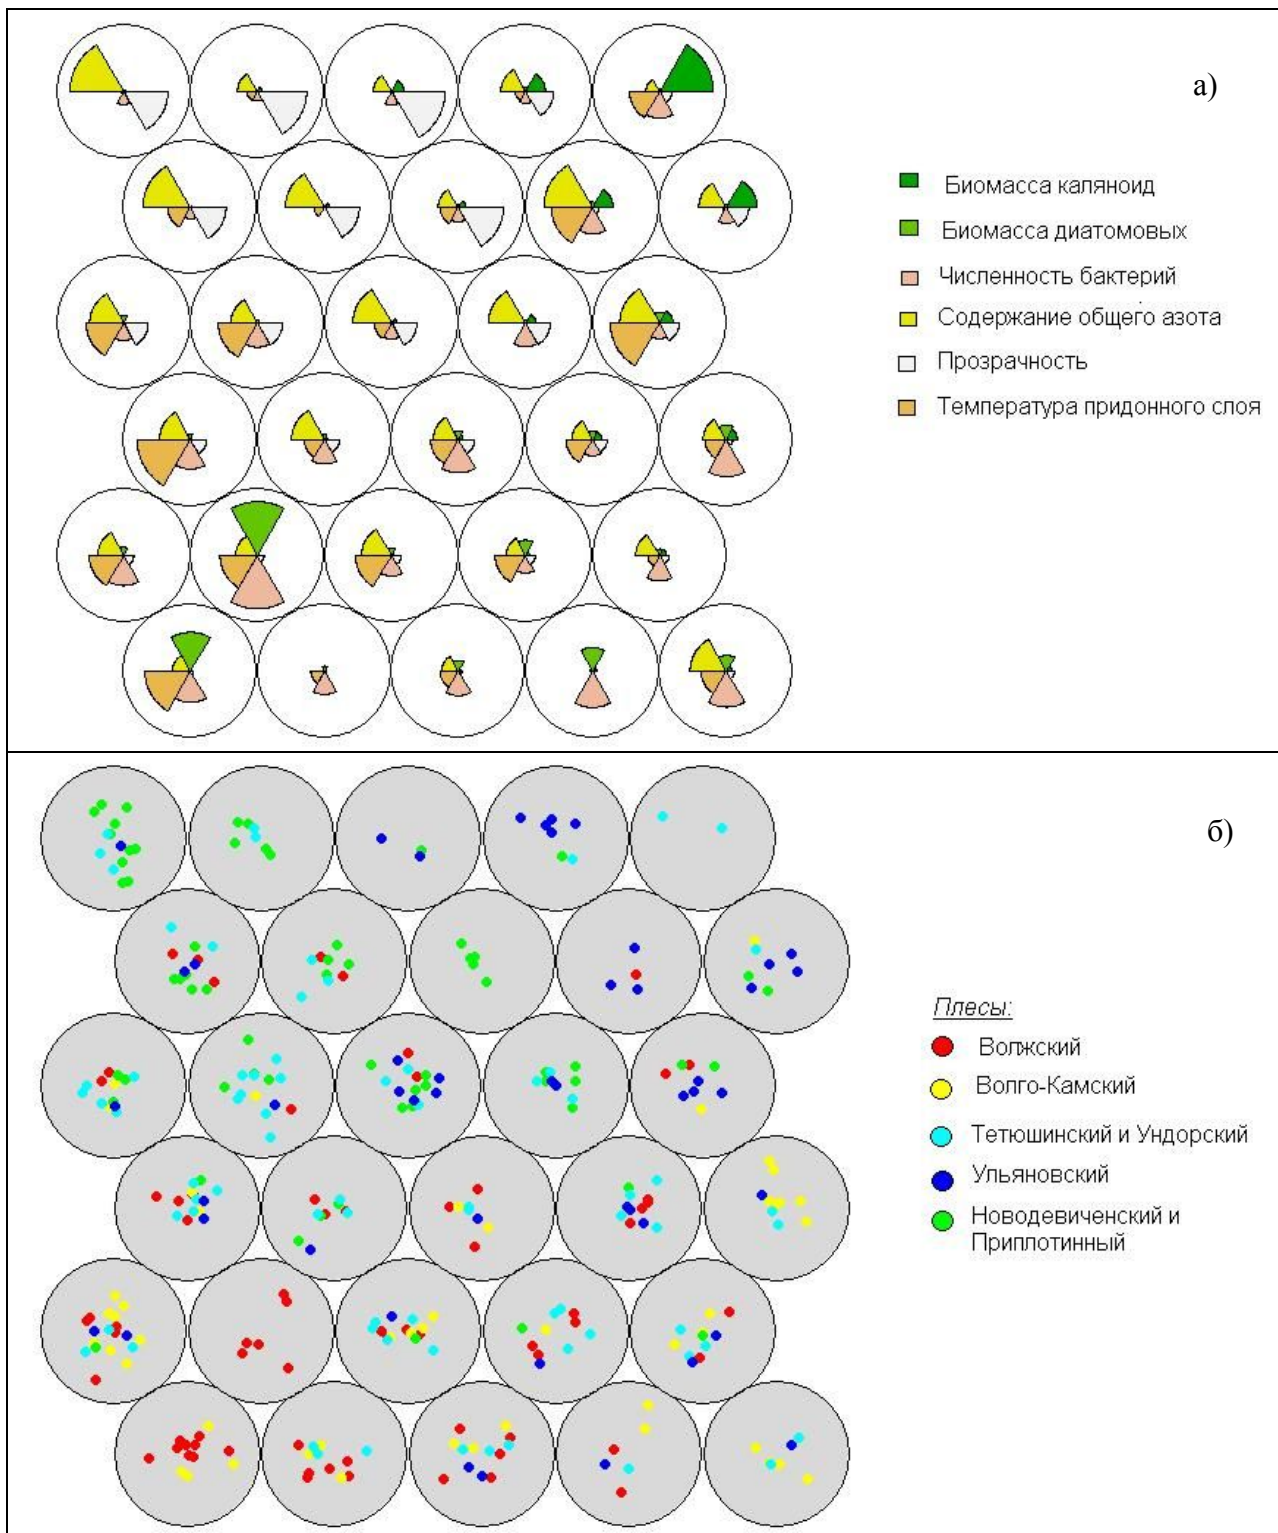 а)
Биомасса каляноид
Биомасса диатомовых
Численность бактерий
Содержание общего азота
Прозрачность
Температура придонного слоя
б)
Плесы:
Волжский
Волго-Камский
Тетюшинский и Ундорский
Ульяновский
Новодевиченский и
Приплотинный